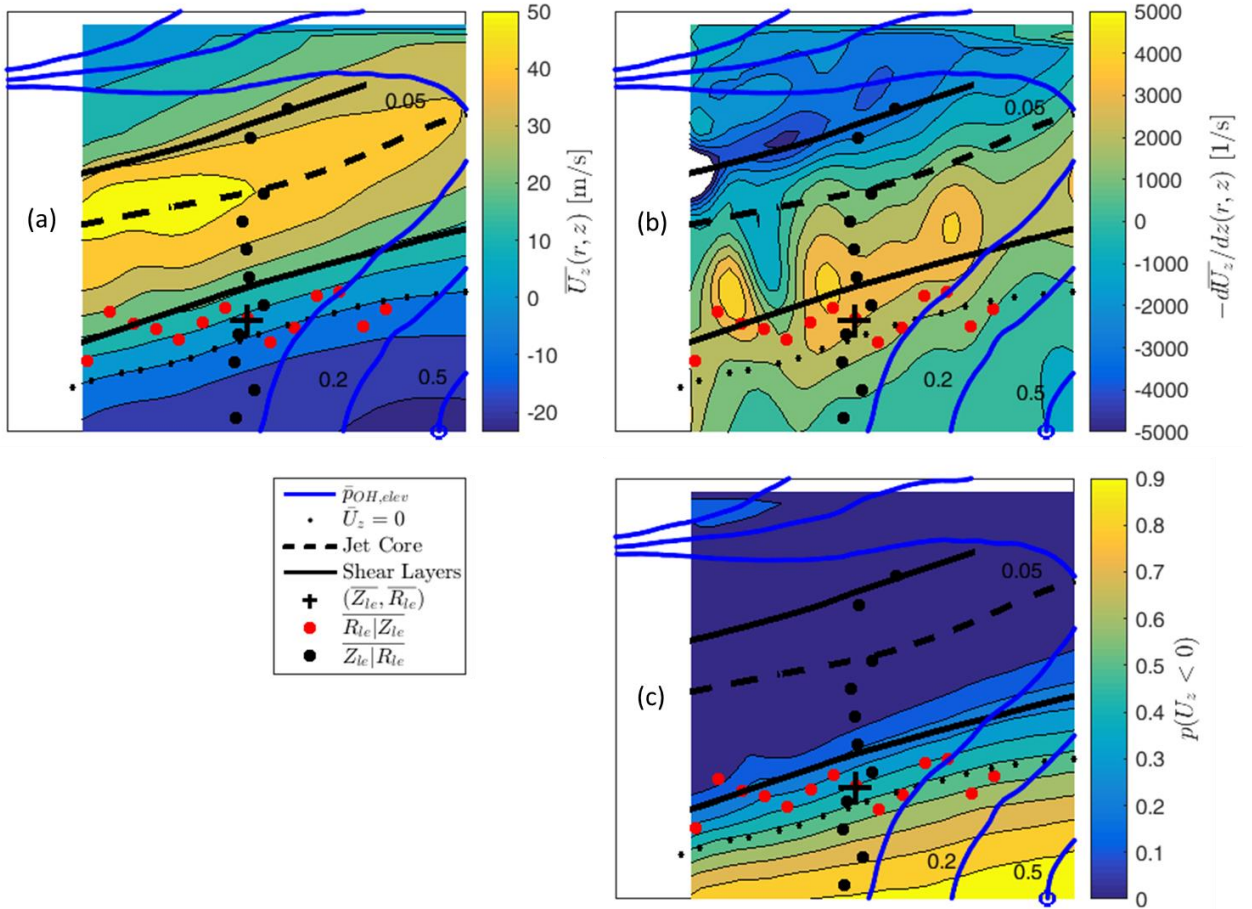 (a)
0.05
0.2
0.5
50
40
30
20
10
0
-10
-20
$\overline{U_z}(r, z)$ [m/s]
(b)
0.05
0.2
0.5
5000
4000
3000
2000
1000
0
-1000
-2000
-3000
-4000
-5000
$-d\overline{U_z}/dz(r, z)$ [1/s]
$\bar{p}_{OH,elev}$
$\bar{U}_z = 0$
Jet Core
Shear Layers
$(\overline{Z_{le}}, \overline{R_{le}})$
$\overline{R_{le}|Z_{le}}$
$\overline{Z_{le}|R_{le}}$
(c)
0.05
0.2
0.5
0.9
0.8
0.7
0.6
0.5
0.4
0.3
0.2
0.1
0
$p(U_z < 0)$